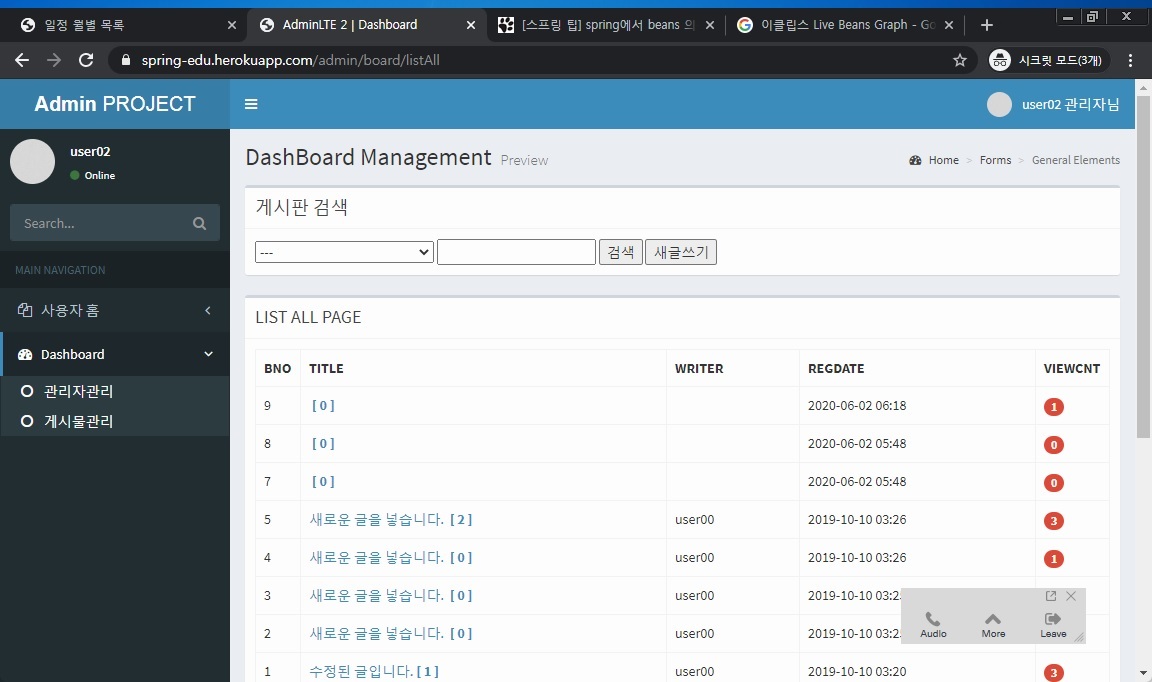 일정 월별 목록
AdminLTE 2 | Dashboard
[스프링 팁] spring에서 beans 의
이클립스 Live Beans Graph - Go
spring-edu.herokuapp.com/admin/board/listAll
시크릿 모드(3개)
Admin PROJECT
user02 관리자님
user02
Online
Search...
MAIN NAVIGATION
사용자 홈
Dashboard
관리자관리
게시물관리
DashBoard Management Preview
Home > Forms > General Elements
게시판 검색
--- 검색 새글쓰기
LIST ALL PAGE
BNO TITLE WRITER REGDATE VIEWCNT
9 [ 0 ] 2020-06-02 06:18 1
8 [ 0 ] 2020-06-02 05:48 0
7 [ 0 ] 2020-06-02 05:48 0
5 새로운 글을 넣습니다. [ 2 ] user00 2019-10-10 03:26 3
4 새로운 글을 넣습니다. [ 0 ] user00 2019-10-10 03:26 1
3 새로운 글을 넣습니다. [ 0 ] user00 2019-10-10
2 새로운 글을 넣습니다. [ 0 ] user00 2019-10-10
Audio More Leave
1 수정된 글입니다. [ 1 ] user00 2019-10-10 03:20 3